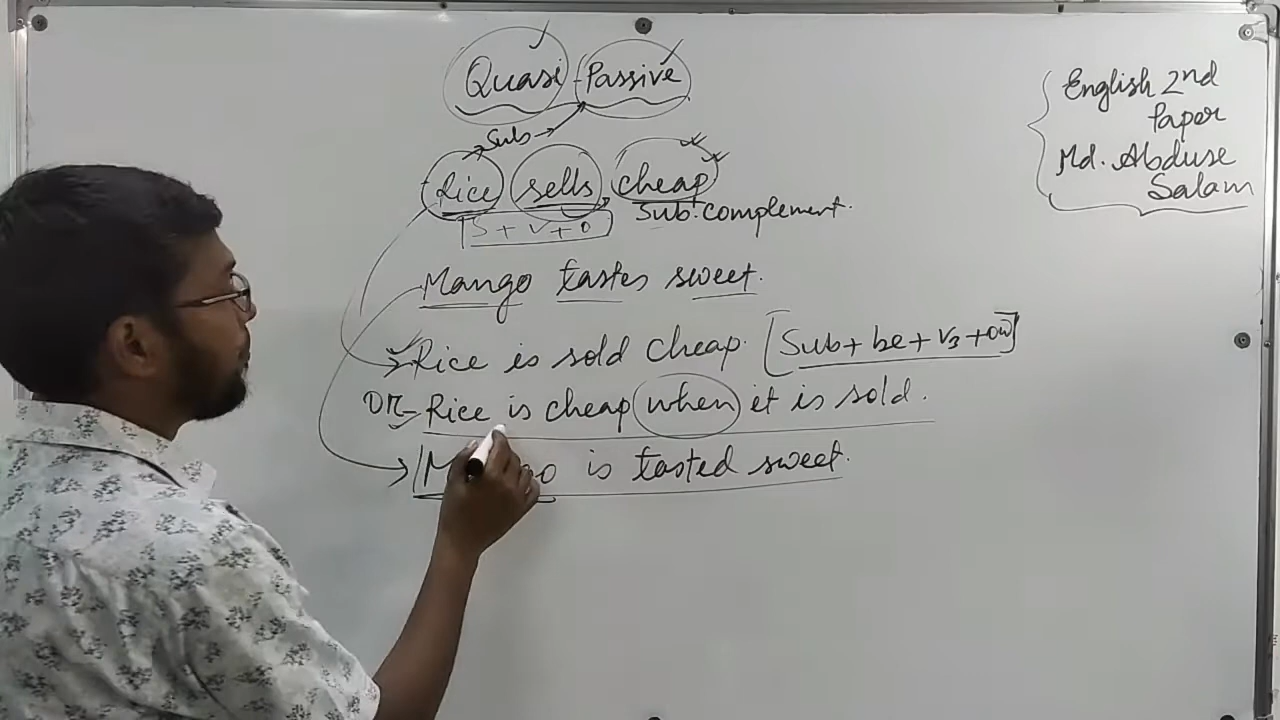 Quasi-Passive
Sub
Rice sells cheap
S + V + O
Sub. complement.
Mango tastes sweet.
Rice is sold cheap. [Sub + be + V3 + ow]
Or- Rice is cheap when it is sold.
is tasted sweet.
English 2nd
Paper
Md. Abduse
Salam